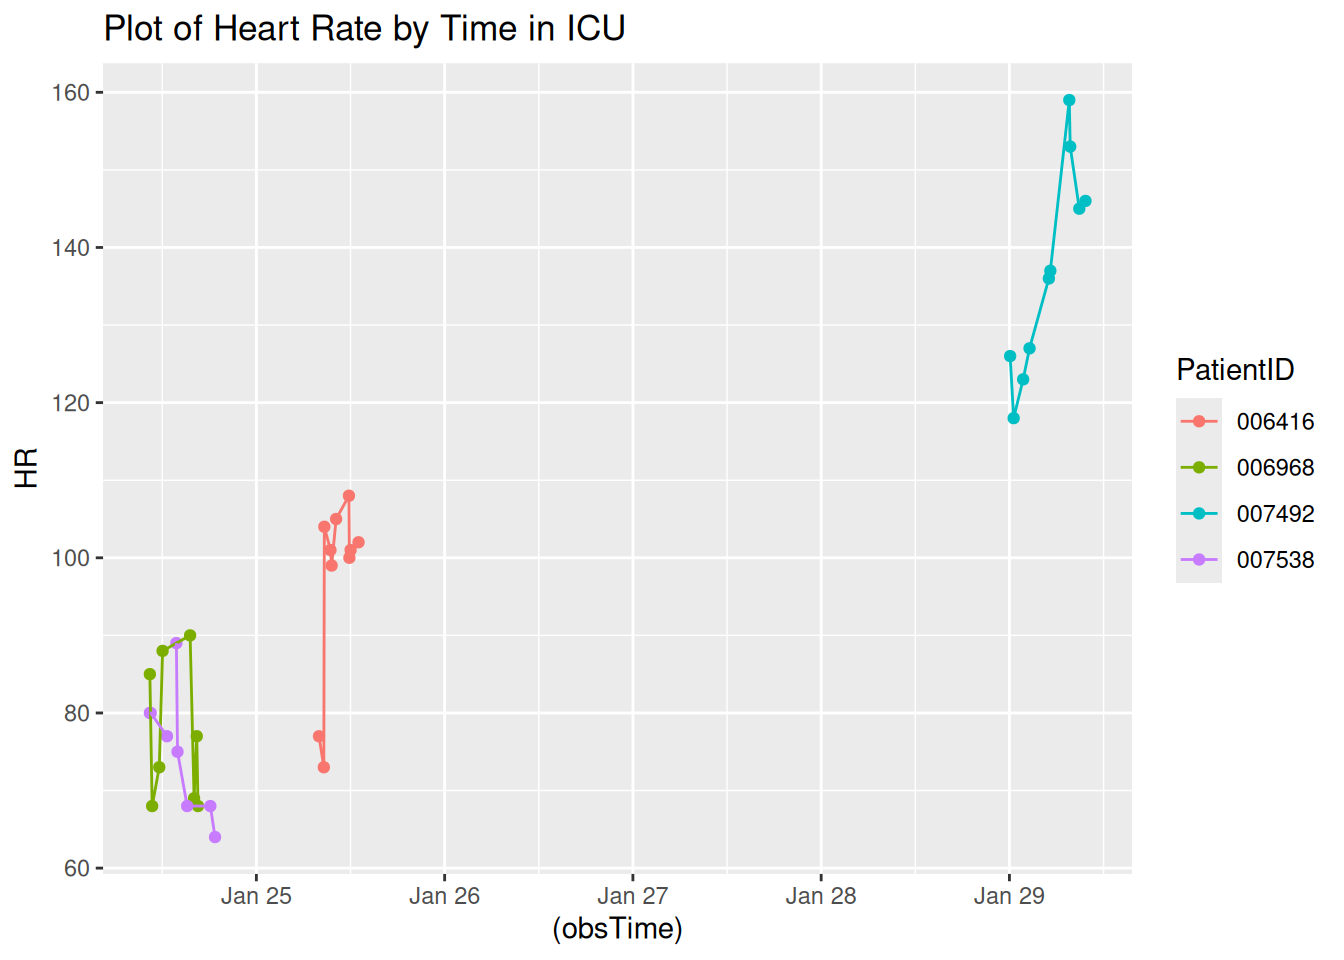 Plot of Heart Rate by Time in ICU
160
140
120
100
80
60
HR
Jan 25 Jan 26 Jan 27 Jan 28 Jan 29
(obsTime)
PatientID
006416
006968
007492
007538